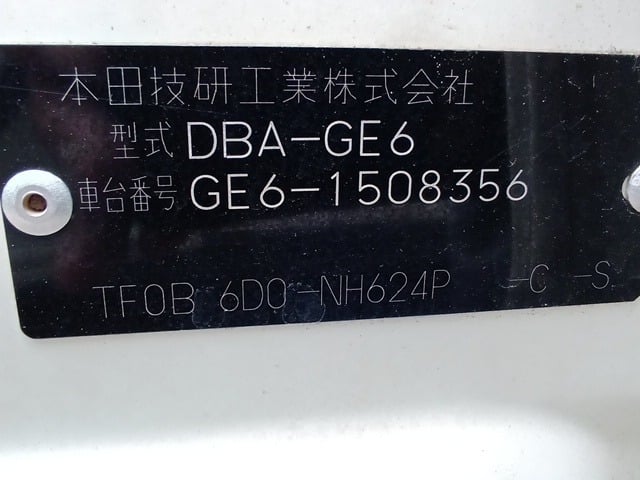 本田技研工業株式会社
型式 DBA-GE6
車台番号 GE6-1508356
TF0B 6D0-NH624P -C -S